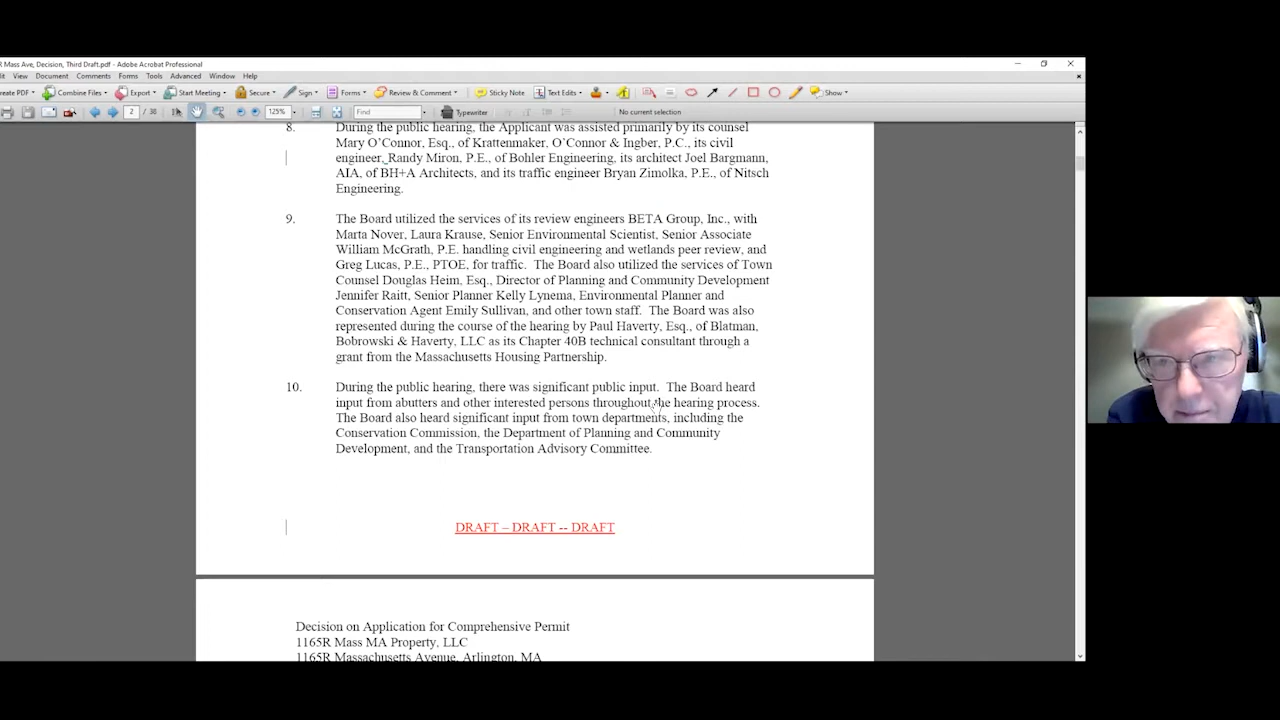 R Mass Ave, Decision, Third Draft.pdf - Adobe Acrobat Professional
View Document Comments Forms Tools Advanced Window Help
Combine Files Export Start Meeting Secure Sign Forms Review & Comment Sticky Note Text Edits Show
2 / 38 125% Find Typewriter No current selection
8. During the public hearing, the Applicant was assisted primarily by its counsel
Mary O’Connor, Esq., of Krattenmaker, O’Connor & Ingber, P.C., its civil
engineer, Randy Miron, P.E., of Bohler Engineering, its architect Joel Bargmann,
AIA, of BH+A Architects, and its traffic engineer Bryan Zimolka, P.E., of Nitsch
Engineering.
9. The Board utilized the services of its review engineers BETA Group, Inc., with
Marta Nover, Laura Krause, Senior Environmental Scientist, Senior Associate
William McGrath, P.E. handling civil engineering and wetlands peer review, and
Greg Lucas, P.E., PTOE, for traffic. The Board also utilized the services of Town
Counsel Douglas Heim, Esq., Director of Planning and Community Development
Jennifer Raitt, Senior Planner Kelly Lynema, Environmental Planner and
Conservation Agent Emily Sullivan, and other town staff. The Board was also
represented during the course of the hearing by Paul Haverty, Esq., of Blatman,
Bobrowski & Haverty, LLC as its Chapter 40B technical consultant through a
grant from the Massachusetts Housing Partnership.
10. During the public hearing, there was significant public input. The Board heard
input from abutters and other interested persons throughout the hearing process.
The Board also heard significant input from town departments, including the
Conservation Commission, the Department of Planning and Community
Development, and the Transportation Advisory Committee.
DRAFT – DRAFT -- DRAFT
Decision on Application for Comprehensive Permit
1165R Mass MA Property, LLC
1165R Massachusetts Avenue, Arlington, MA